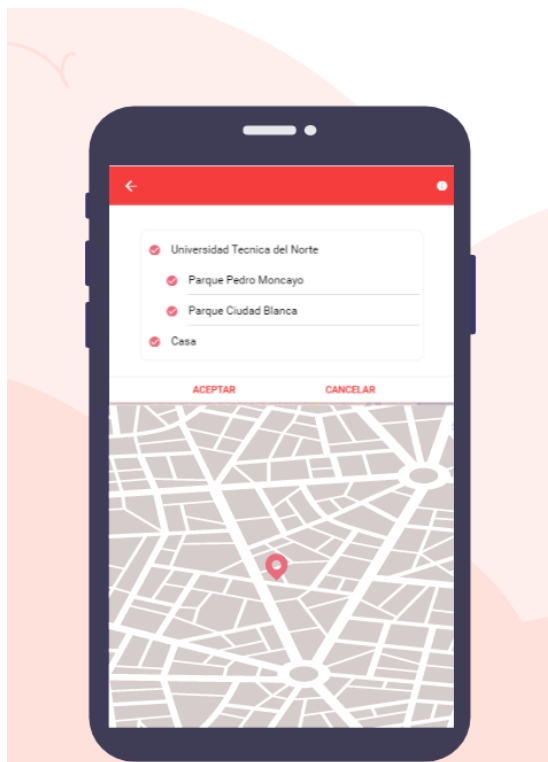 Universidad Tecnica del Norte
Parque Pedro Moncayo
Parque Ciudad Blanca
Casa
ACEPTAR CANCELAR